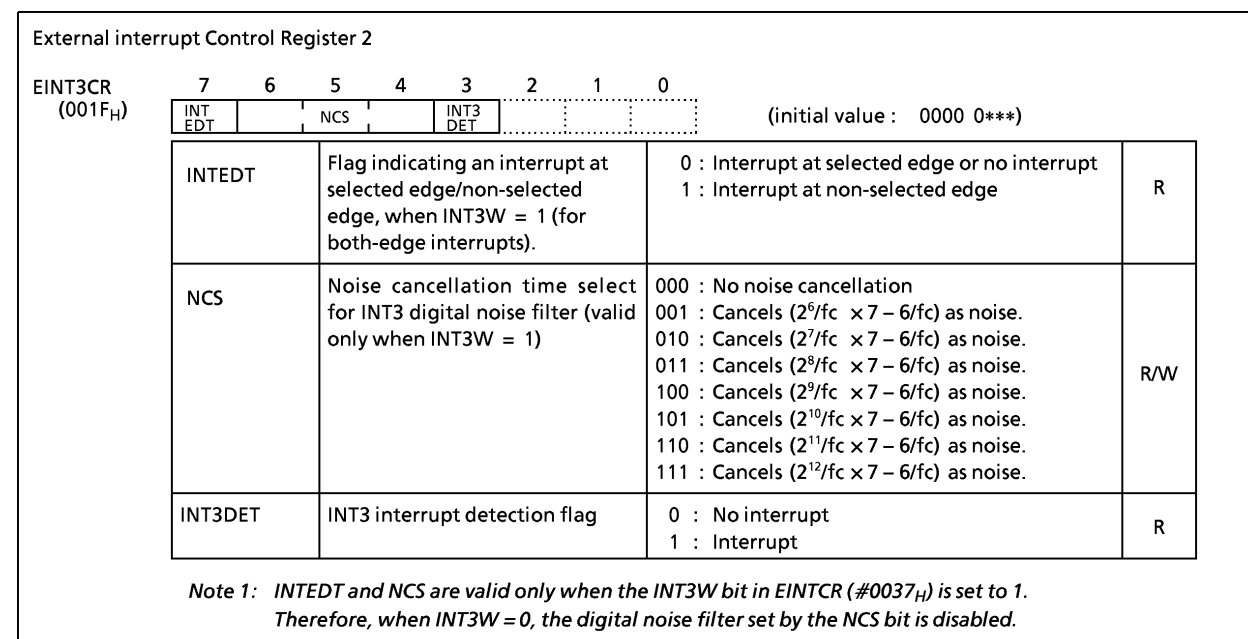 External interrupt Control Register 2
EINT3CR 7 6 5 4 3 2 1 0
(001FH) INT EDT NCS INT3 DET (initial value : 0000 0***)
INTEDT Flag indicating an interrupt at 0 : Interrupt at selected edge or no interrupt R
selected edge/non-selected 1 : Interrupt at non-selected edge
edge, when INT3W = 1 (for
both-edge interrupts).
NCS Noise cancellation time select 000 : No noise cancellation R/W
for INT3 digital noise filter (valid 001 : Cancels (2⁶/fc × 7 – 6/fc) as noise.
only when INT3W = 1) 010 : Cancels (2⁷/fc × 7 – 6/fc) as noise.
011 : Cancels (2⁸/fc × 7 – 6/fc) as noise.
100 : Cancels (2⁹/fc × 7 – 6/fc) as noise.
101 : Cancels (2¹⁰/fc × 7 – 6/fc) as noise.
110 : Cancels (2¹¹/fc × 7 – 6/fc) as noise.
111 : Cancels (2¹²/fc × 7 – 6/fc) as noise.
INT3DET INT3 interrupt detection flag 0 : No interrupt R
1 : Interrupt
Note 1: INTEDT and NCS are valid only when the INT3W bit in EINTCR (#0037H) is set to 1.
Therefore, when INT3W = 0, the digital noise filter set by the NCS bit is disabled.